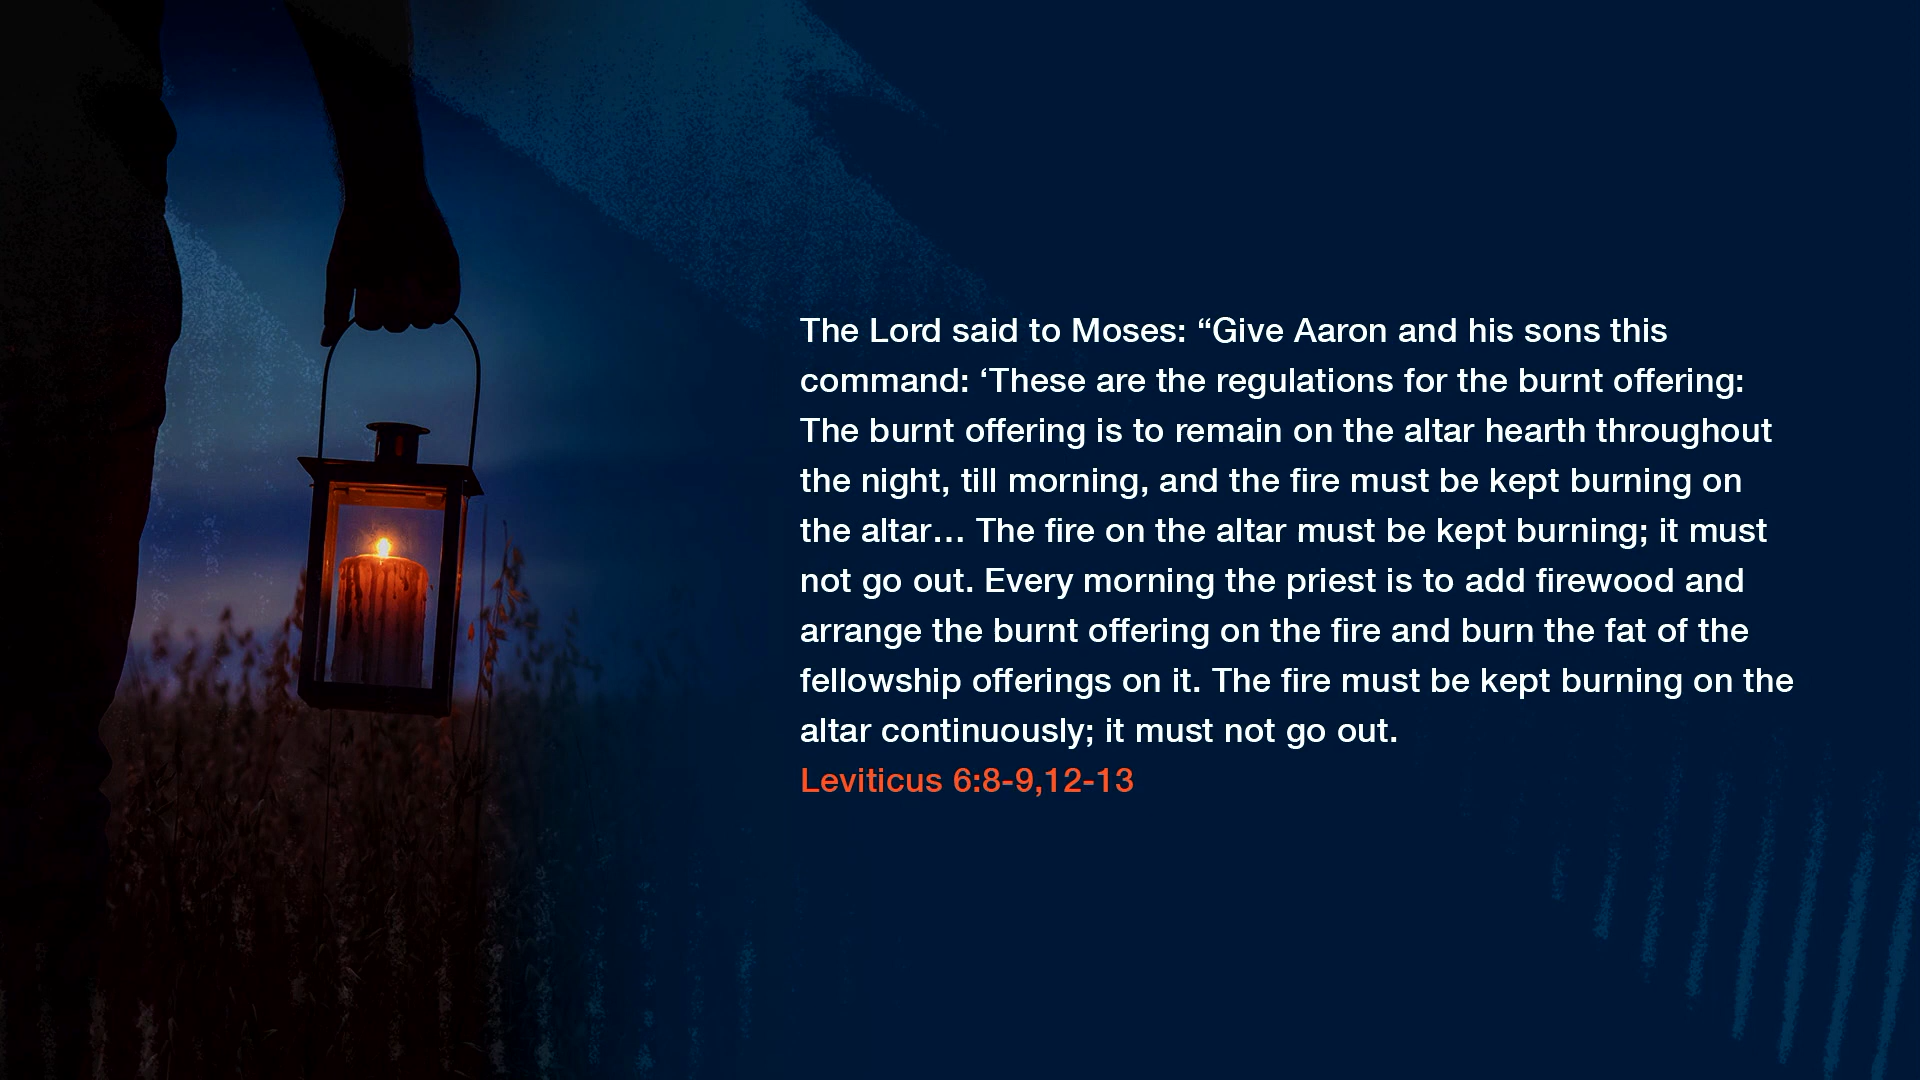 The Lord said to Moses: “Give Aaron and his sons this
command: ‘These are the regulations for the burnt offering:
The burnt offering is to remain on the altar hearth throughout
the night, till morning, and the fire must be kept burning on
the altar… The fire on the altar must be kept burning; it must
not go out. Every morning the priest is to add firewood and
arrange the burnt offering on the fire and burn the fat of the
fellowship offerings on it. The fire must be kept burning on the
altar continuously; it must not go out.
Leviticus 6:8-9,12-13